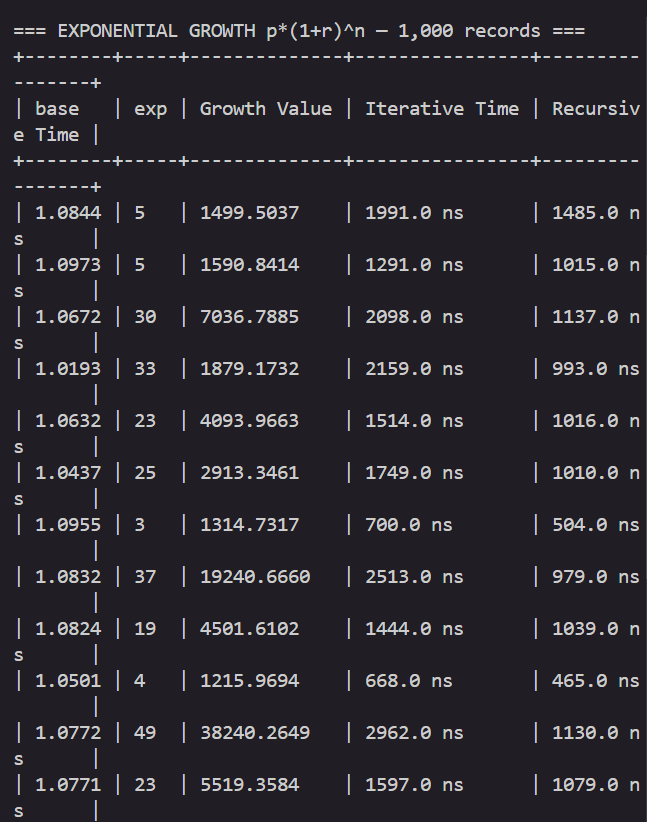 === EXPONENTIAL GROWTH p*(1+r)^n — 1,000 records ===
+--------+-----+--------------+----------------+---------
-------+
| base   | exp | Growth Value | Iterative Time | Recursiv
e Time |
+--------+-----+--------------+----------------+---------
-------+
| 1.0844 | 5   | 1499.5037    | 1991.0 ns      | 1485.0 n
s      |
| 1.0973 | 5   | 1590.8414    | 1291.0 ns      | 1015.0 n
s      |
| 1.0672 | 30  | 7036.7885    | 2098.0 ns      | 1137.0 n
s      |
| 1.0193 | 33  | 1879.1732    | 2159.0 ns      | 993.0 ns
       |
| 1.0632 | 23  | 4093.9663    | 1514.0 ns      | 1016.0 n
s      |
| 1.0437 | 25  | 2913.3461    | 1749.0 ns      | 1010.0 n
s      |
| 1.0955 | 3   | 1314.7317    | 700.0 ns       | 504.0 ns
       |
| 1.0832 | 37  | 19240.6660   | 2513.0 ns      | 979.0 ns
       |
| 1.0824 | 19  | 4501.6102    | 1444.0 ns      | 1039.0 n
s      |
| 1.0501 | 4   | 1215.9694    | 668.0 ns       | 465.0 ns
       |
| 1.0772 | 49  | 38240.2649   | 2962.0 ns      | 1130.0 n
s      |
| 1.0771 | 23  | 5519.3584    | 1597.0 ns      | 1079.0 n
s      |